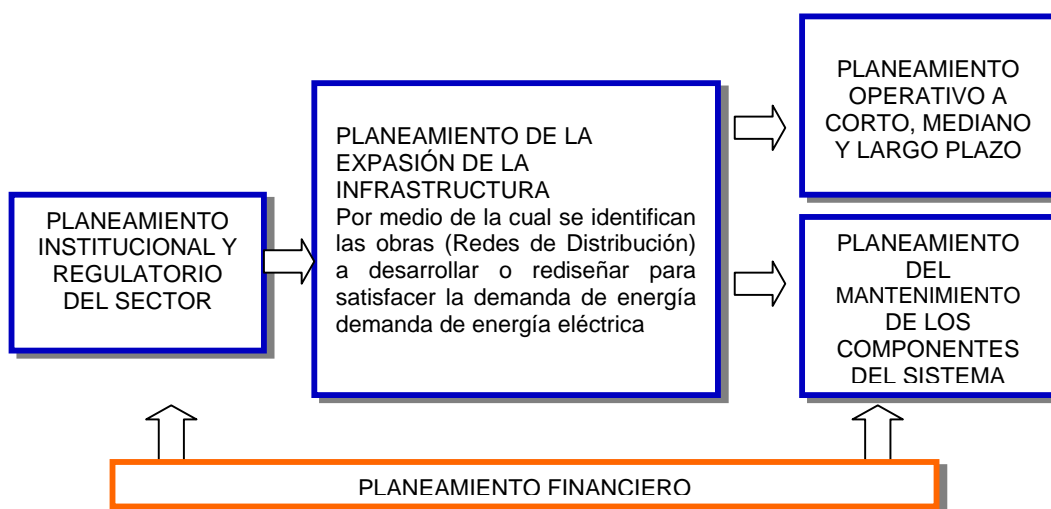 PLANEAMIENTO
INSTITUCIONAL Y
REGULATORIO
DEL SECTOR
PLANEAMIENTO DE LA
EXPASIÓN DE LA
INFRASTRUCTURA
Por medio de la cual se identifican
las obras (Redes de Distribución)
a desarrollar o rediseñar para
satisfacer la demanda de energía
demanda de energía eléctrica
PLANEAMIENTO
OPERATIVO A
CORTO, MEDIANO
Y LARGO PLAZO
PLANEAMIENTO
DEL
MANTENIMIENTO
DE LOS
COMPONENTES
DEL SISTEMA
PLANEAMIENTO FINANCIERO